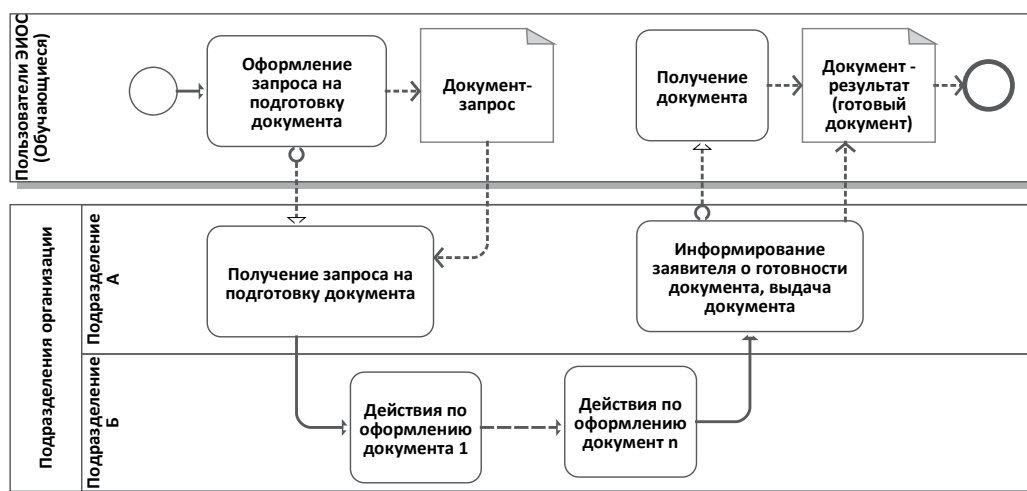 Пользователи ЭИОС
(Обучающиеся)
Оформление
запроса на
подготовку
документа
Документ-
запрос
Получение
документа
Документ -
результат
(готовый
документ)
Подразделения организации
Подразделение
А
Получение запроса на
подготовку документа
Информирование
заявителя о готовности
документа, выдача
документа
Подразделение
Б
Действия по
оформлению
документа 1
Действия по
оформлению
документ n